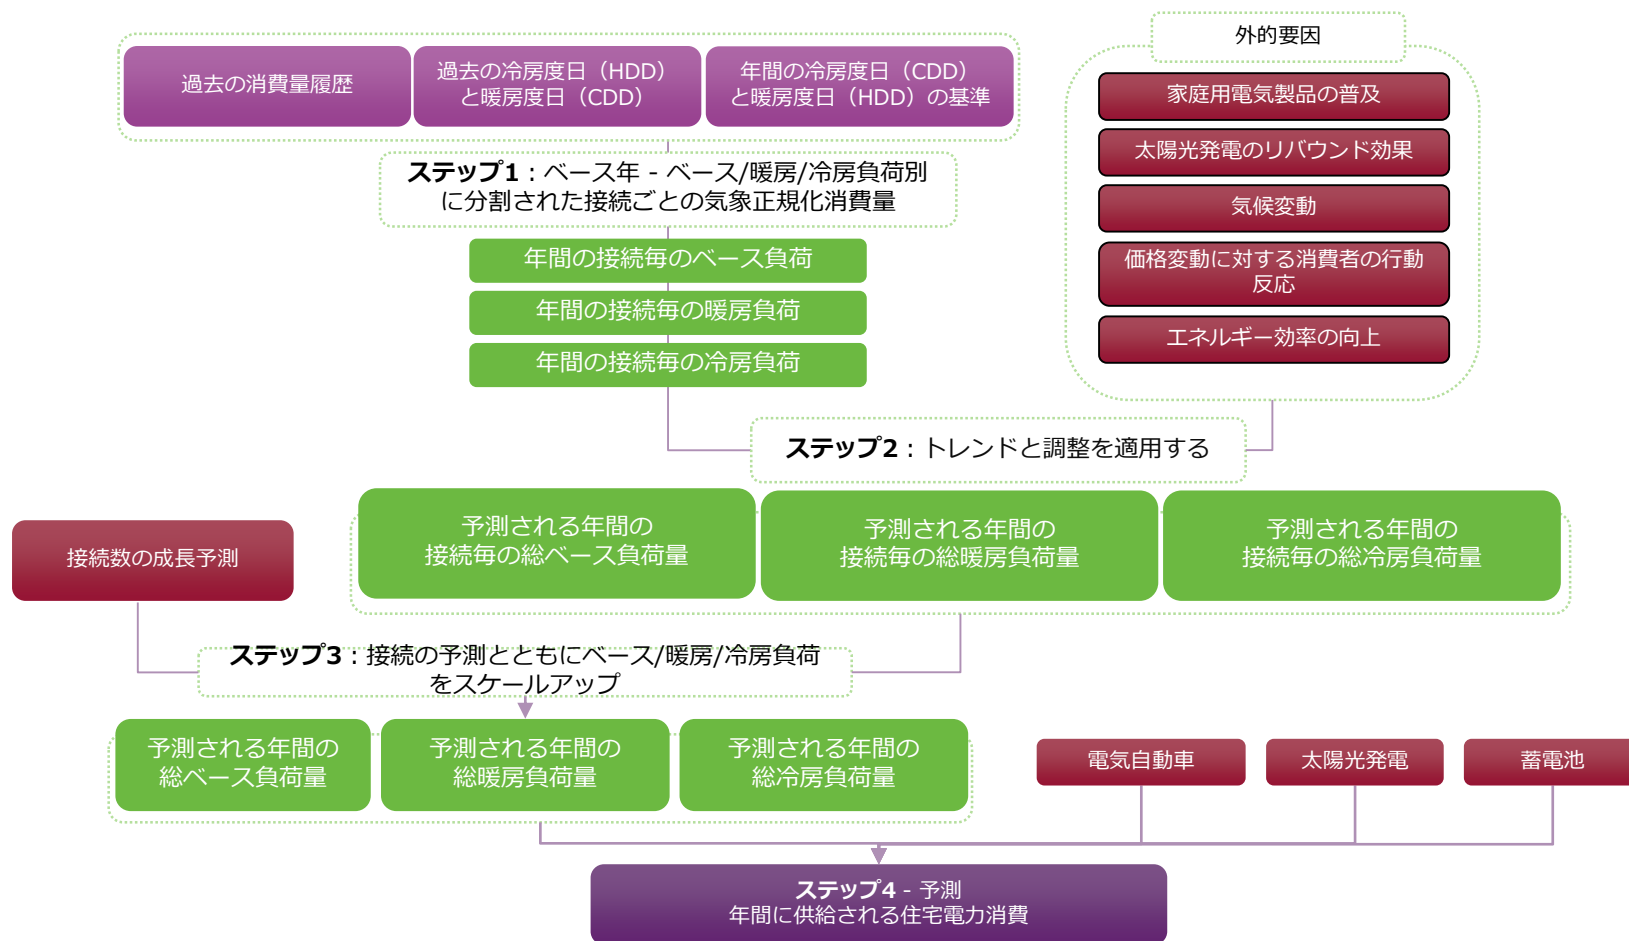 過去の消費量履歴
過去の冷房度日（HDD）
と暖房度日（CDD）
年間の冷房度日（CDD）
と暖房度日（HDD）の基準
外的要因
家庭用電気製品の普及
太陽光発電のリバウンド効果
気候変動
価格変動に対する消費者の行動
反応
エネルギー効率の向上
ステップ1：ベース年 - ベース/暖房/冷房負荷別
に分割された接続ごとの気象正規化消費量
年間の接続毎のベース負荷
年間の接続毎の暖房負荷
年間の接続毎の冷房負荷
ステップ2：トレンドと調整を適用する
接続数の成長予測
予測される年間の
接続毎の総ベース負荷量
予測される年間の
接続毎の総暖房負荷量
予測される年間の
接続毎の総冷房負荷量
ステップ3：接続の予測とともにベース/暖房/冷房負荷
をスケールアップ
予測される年間の
総ベース負荷量
予測される年間の
総暖房負荷量
予測される年間の
総冷房負荷量
電気自動車
太陽光発電
蓄電池
ステップ4 - 予測
年間に供給される住宅電力消費